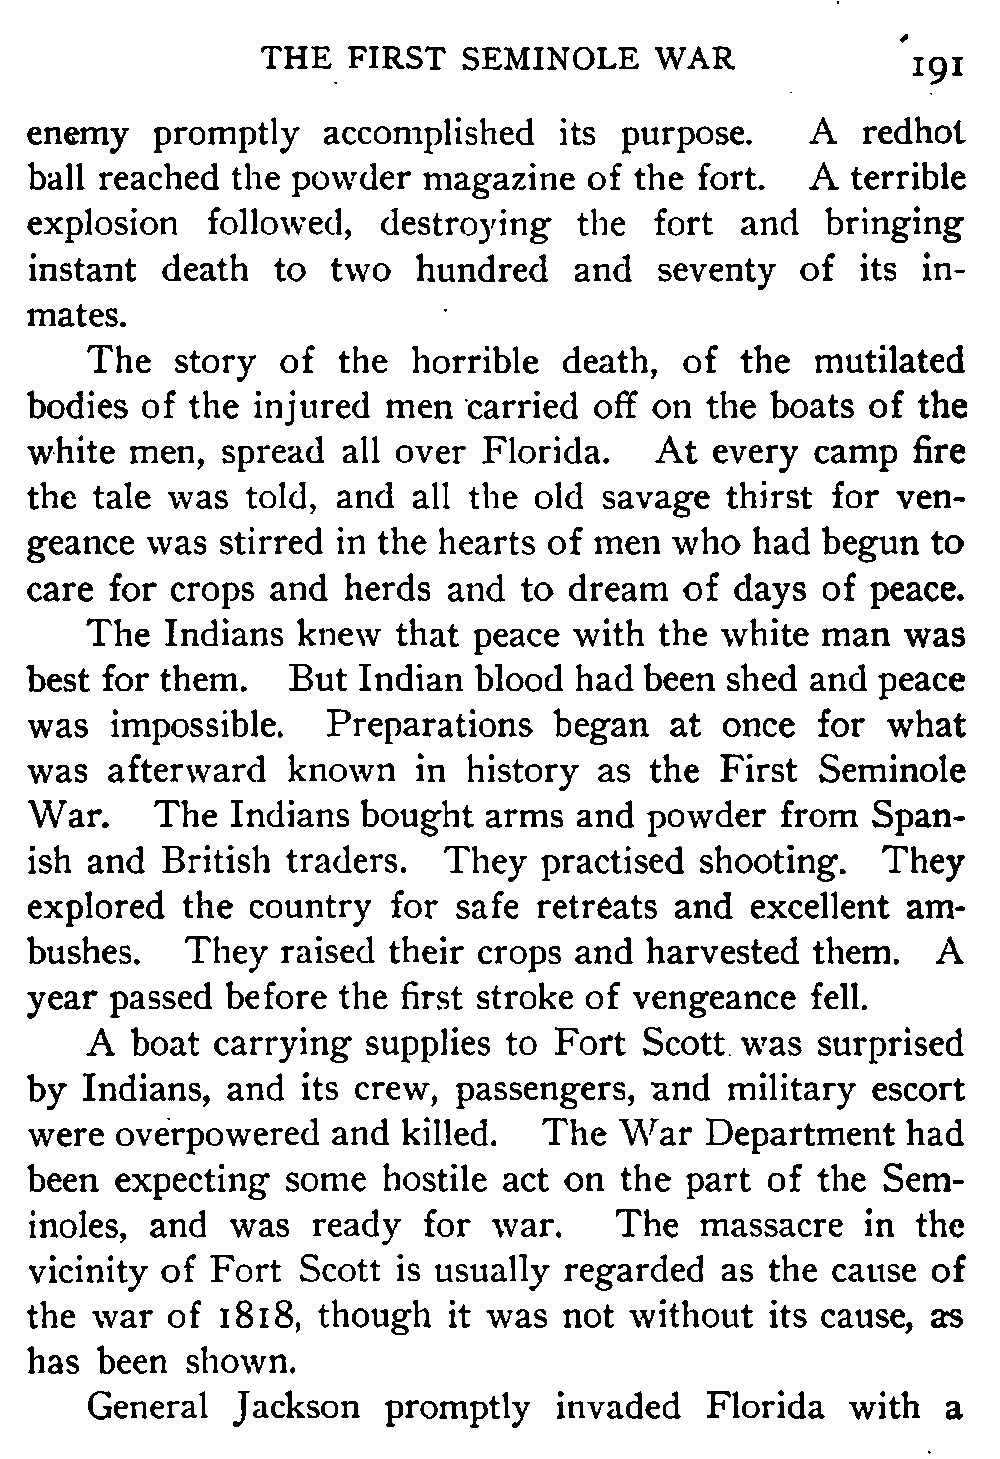 THE FIRST SEMINOLE WAR 191
enemy promptly accomplished its purpose. A redhot
ball reached the powder magazine of the fort. A terrible
explosion followed, destroying the fort and bringing
instant death to two hundred and seventy of its in-
mates.
The story of the horrible death, of the mutilated
bodies of the injured men carried off on the boats of the
white men, spread all over Florida. At every camp fire
the tale was told, and all the old savage thirst for ven-
geance was stirred in the hearts of men who had begun to
care for crops and herds and to dream of days of peace.
The Indians knew that peace with the white man was
best for them. But Indian blood had been shed and peace
was impossible. Preparations began at once for what
was afterward known in history as the First Seminole
War. The Indians bought arms and powder from Span-
ish and British traders. They practised shooting. They
explored the country for safe retreats and excellent am-
bushes. They raised their crops and harvested them. A
year passed before the first stroke of vengeance fell.
A boat carrying supplies to Fort Scott was surprised
by Indians, and its crew, passengers, and military escort
were overpowered and killed. The War Department had
been expecting some hostile act on the part of the Sem-
inoles, and was ready for war. The massacre in the
vicinity of Fort Scott is usually regarded as the cause of
the war of 1818, though it was not without its cause, as
has been shown.
General Jackson promptly invaded Florida with a